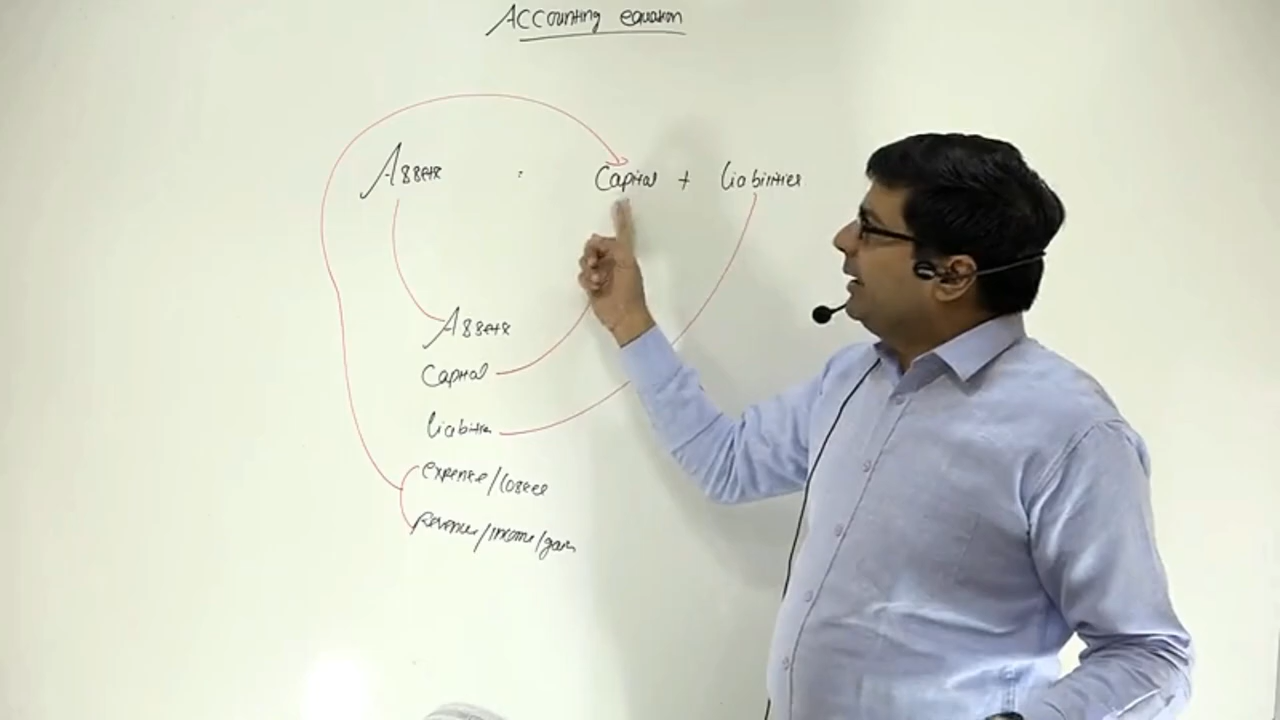 Accounting equation
Assets : Capital + Liabilities
Assets
Capital
Liabilities
expense/losses
Revenue/income/gain